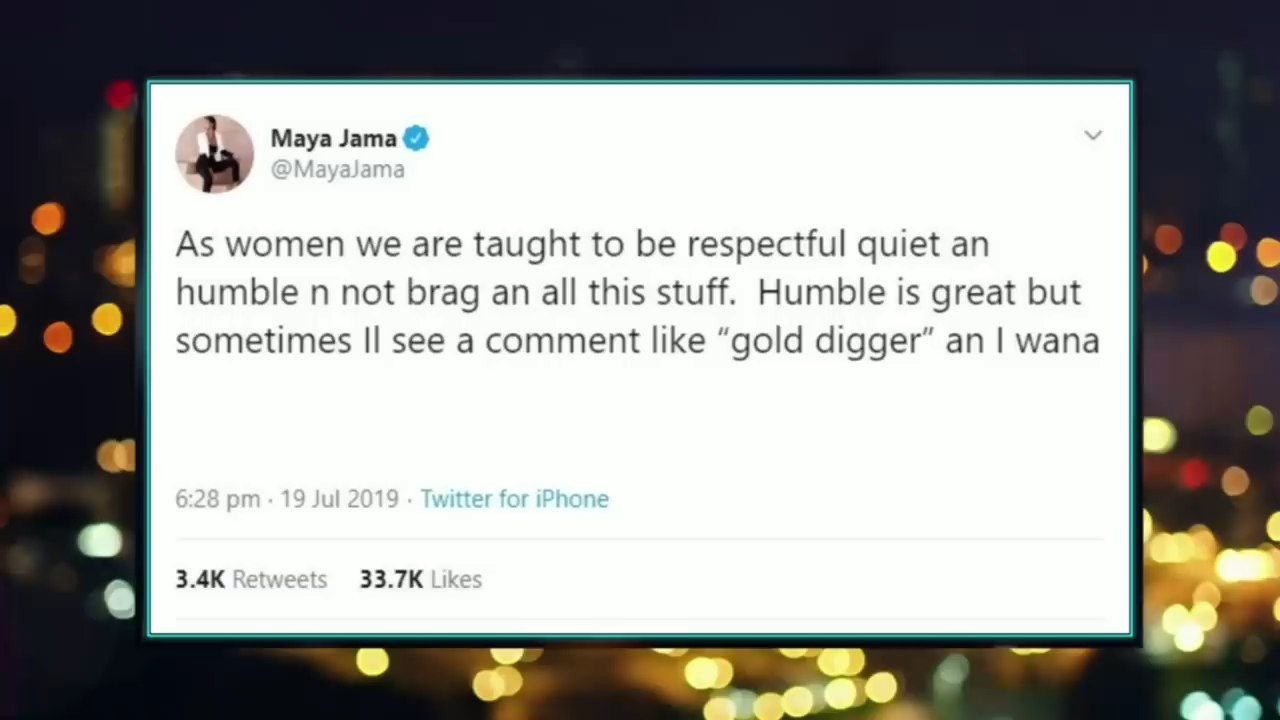 Maya Jama
@MayaJama
As women we are taught to be respectful quiet an
humble n not brag an all this stuff.  Humble is great but
sometimes Il see a comment like “gold digger” an I wana
6:28 pm · 19 Jul 2019 · Twitter for iPhone
3.4K Retweets 33.7K Likes